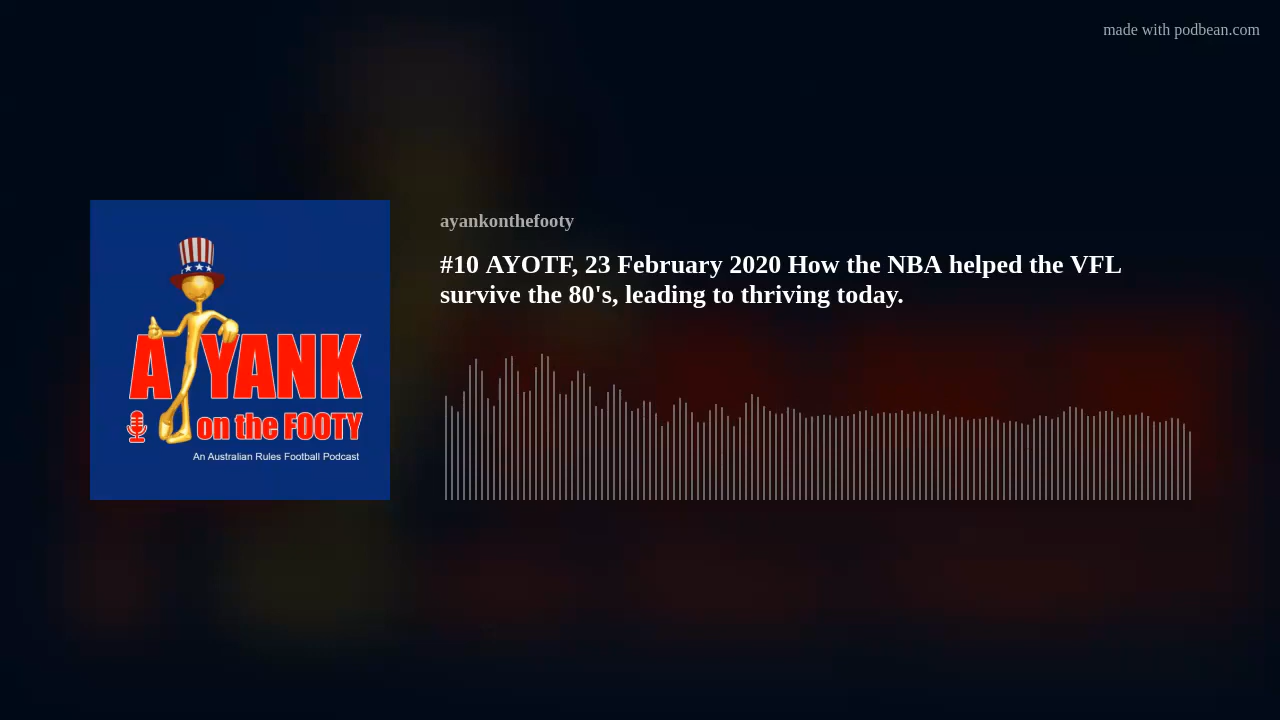 made with podbean.com
ayankonthefooty
#10 AYOTF, 23 February 2020 How the NBA helped the VFL
survive the 80's, leading to thriving today.
A YANK
on the FOOTY
An Australian Rules Football Podcast